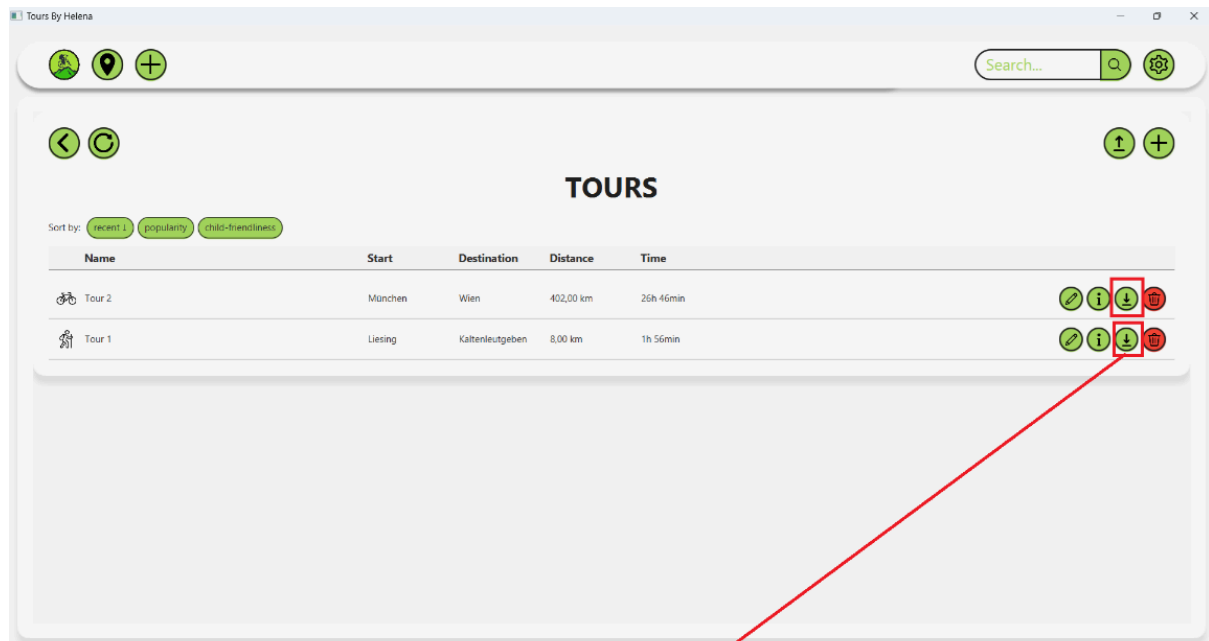 Tours By Helena
Search...
TOURS
Sort by: recent ↓ popularity child-friendliness
Name Start Destination Distance Time
Tour 2 München Wien 402,00 km 26h 46min
Tour 1 Liesing Kaltenleutgeben 8,00 km 1h 56min